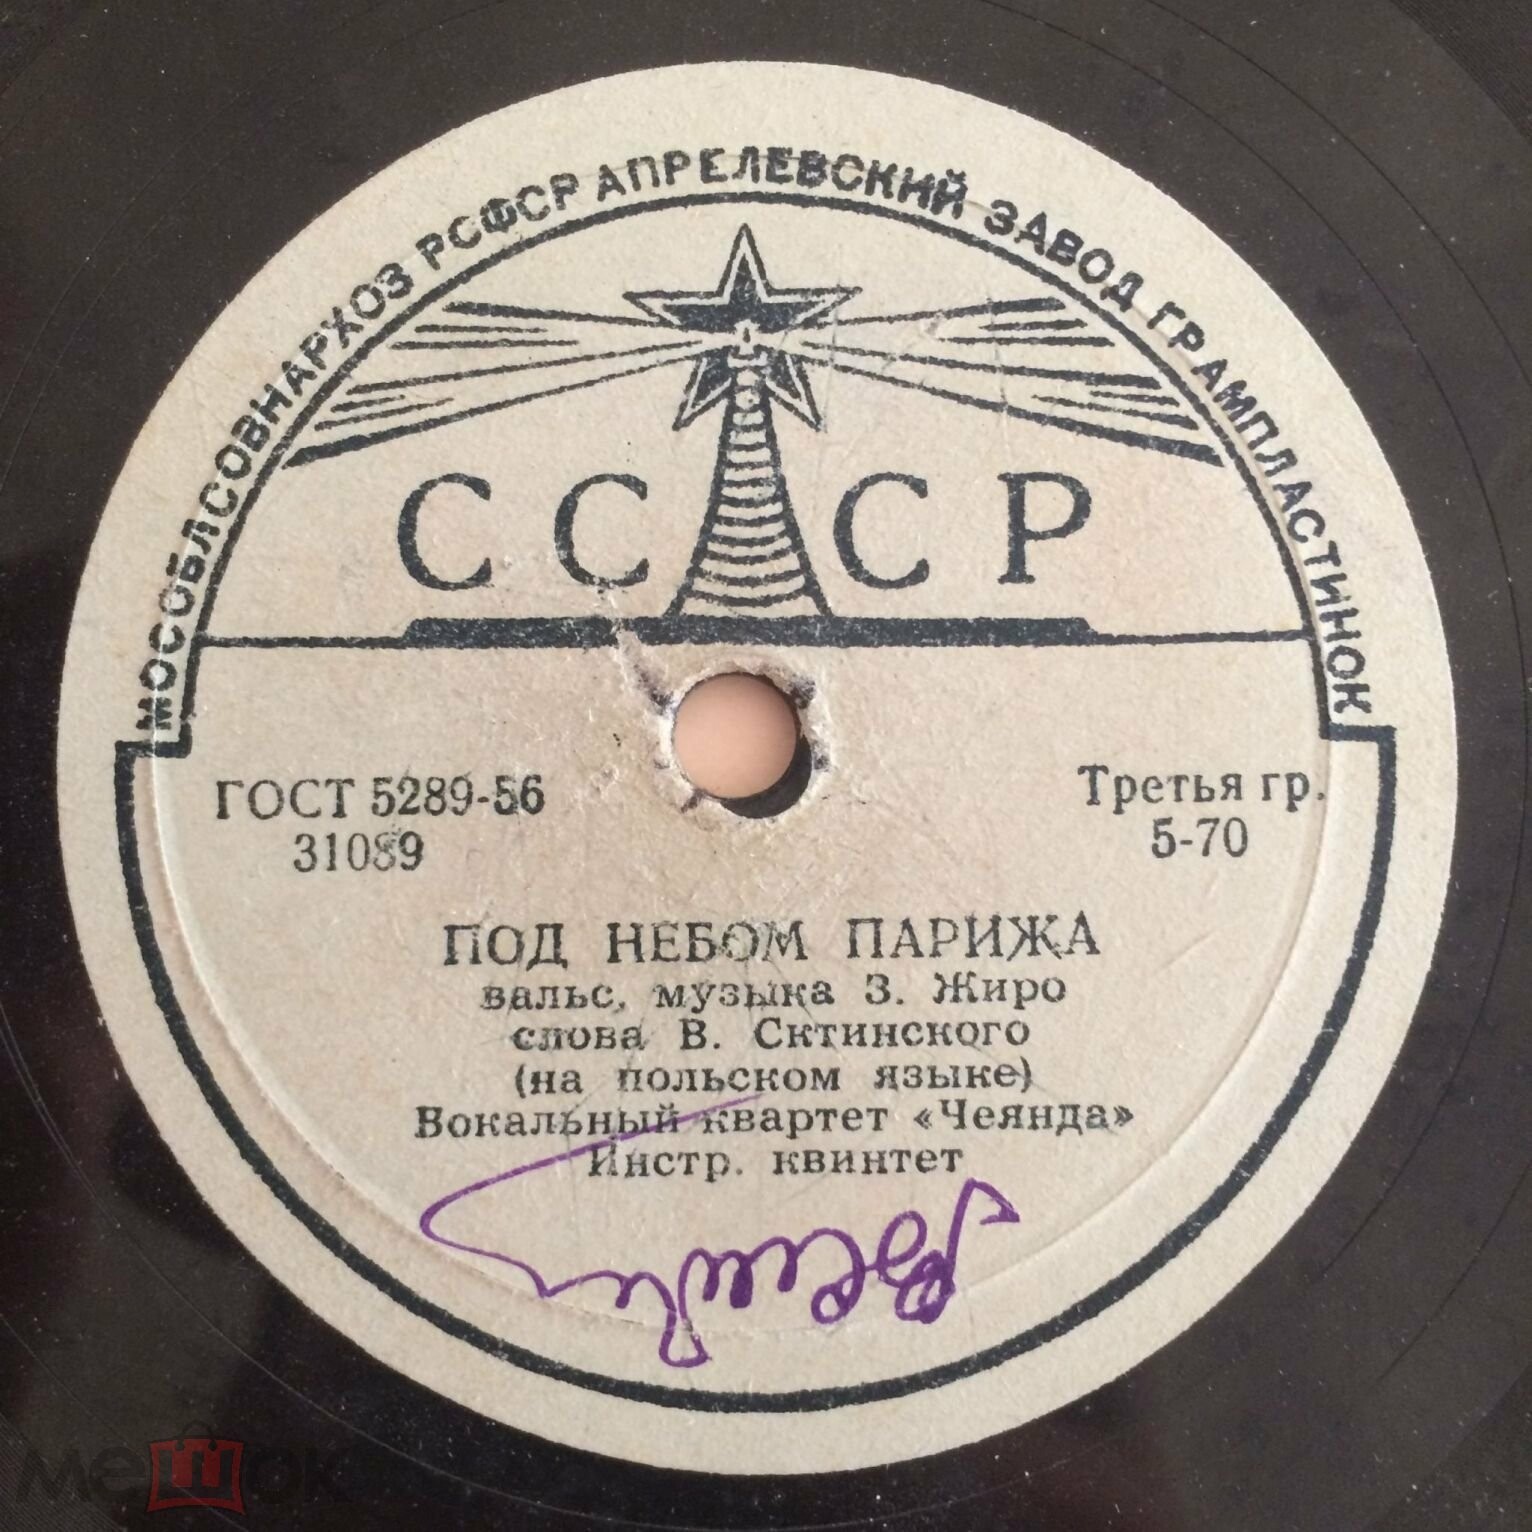 МОСОБЛСОВНАРХОЗ РСФСР АПРЕЛЕВСКИЙ ЗАВОД ГРАМПЛАСТИНОК
СССР
ГОСТ 5289-56
31089
Третья гр.
5-70
ПОД НЕБОМ ПАРИЖА
вальс, музыка З. Жиро
слова В. Сктинского
(на польском языке)
Вокальный квартет «Чеянда»
Инстр. квинтет
мешок